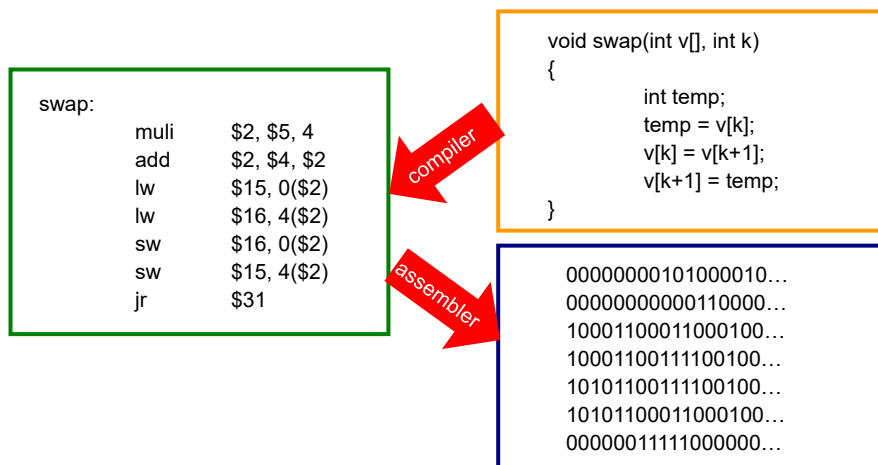 void swap(int v[], int k)
{
int temp;
temp = v[k];
v[k] = v[k+1];
v[k+1] = temp;
}
compiler
swap:
muli $2, $5, 4
add $2, $4, $2
lw $15, 0($2)
lw $16, 4($2)
sw $16, 0($2)
sw $15, 4($2)
jr $31
assembler
00000000101000010…
00000000000110000…
10001100011000100…
10001100111100100…
10101100111100100…
10101100011000100…
00000011111000000…